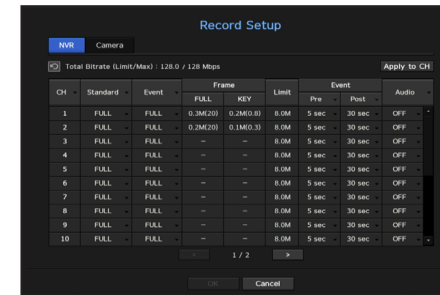 Record Setup
NVR Camera
Total Bitrate (Limit/Max) : 128.0 / 128 Mbps Apply to CH
CH Standard Event Frame Limit Event Audio
FULL KEY Pre Post
1 FULL FULL 0.3M(20) 0.2M(0.8) 8.0M 5 sec 30 sec OFF
2 FULL FULL 0.2M(20) 0.1M(0.3) 8.0M 5 sec 30 sec OFF
3 FULL FULL – – 8.0M 5 sec 30 sec OFF
4 FULL FULL – – 8.0M 5 sec 30 sec OFF
5 FULL FULL – – 8.0M 5 sec 30 sec OFF
6 FULL FULL – – 8.0M 5 sec 30 sec OFF
7 FULL FULL – – 8.0M 5 sec 30 sec OFF
8 FULL FULL – – 8.0M 5 sec 30 sec OFF
9 FULL FULL – – 8.0M 5 sec 30 sec OFF
10 FULL FULL – – 8.0M 5 sec 30 sec OFF
< 1 / 2 >
OK Cancel